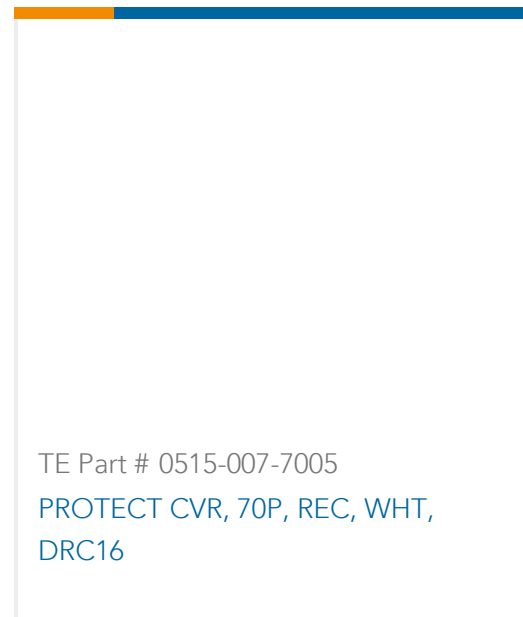 TE Part # 0515-007-7005
PROTECT CVR, 70P, REC, WHT,
DRC16